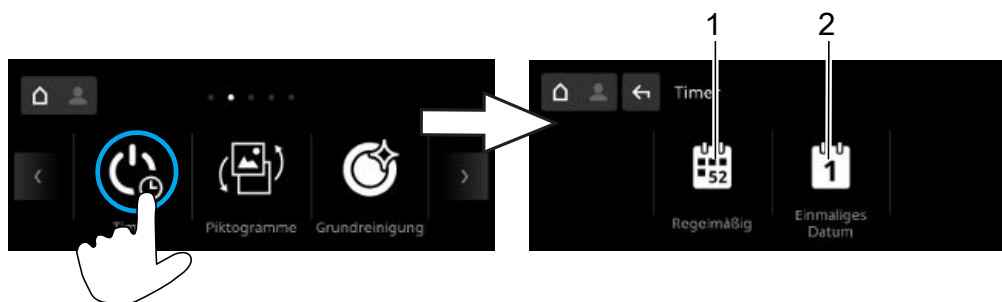 1 2
Timer
52 1
Piktogramme Grundreinigung
Regelmäßig
Einmaliges
Datum